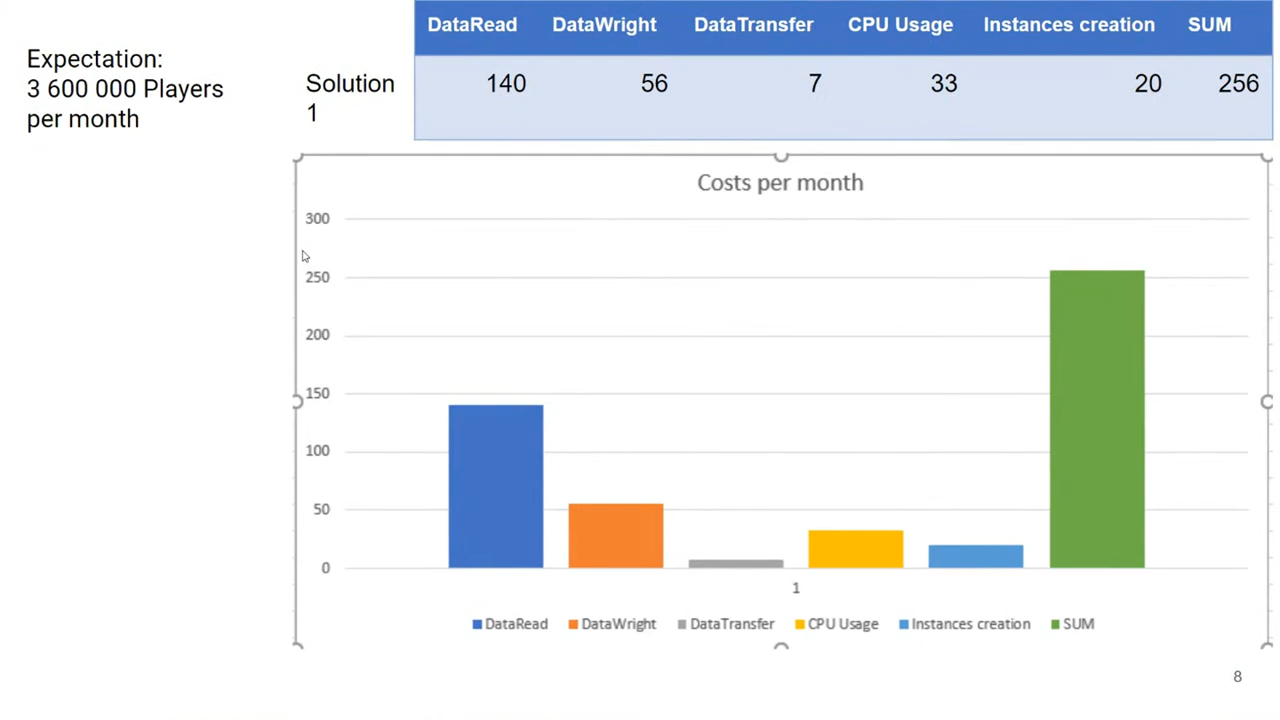 DataRead DataWright DataTransfer CPU Usage Instances creation SUM
Expectation:
3 600 000 Players
per month
Solution
1
140 56 7 33 20 256
Costs per month
300
250
200
150
100
50
0
1
DataRead DataWright DataTransfer CPU Usage Instances creation SUM
8